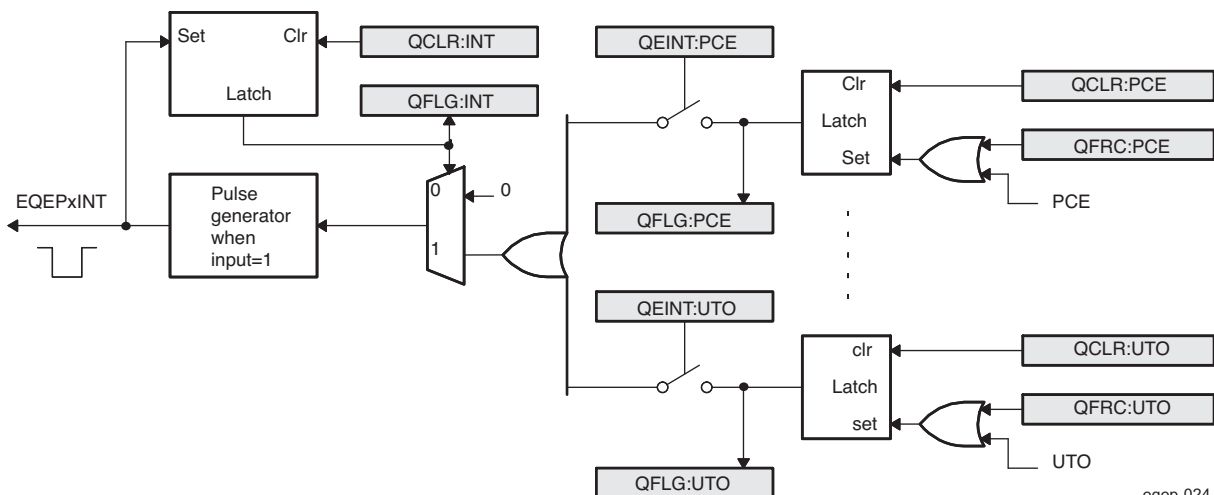 Set
Clr
Latch
QCLR:INT
QFLG:INT
EQEPxINT
Pulse
generator
when
input=1
0
0
1
QEINT:PCE
QFLG:PCE
Clr
Latch
Set
QCLR:PCE
QFRC:PCE
PCE
QEINT:UTO
QFLG:UTO
clr
Latch
set
QCLR:UTO
QFRC:UTO
UTO